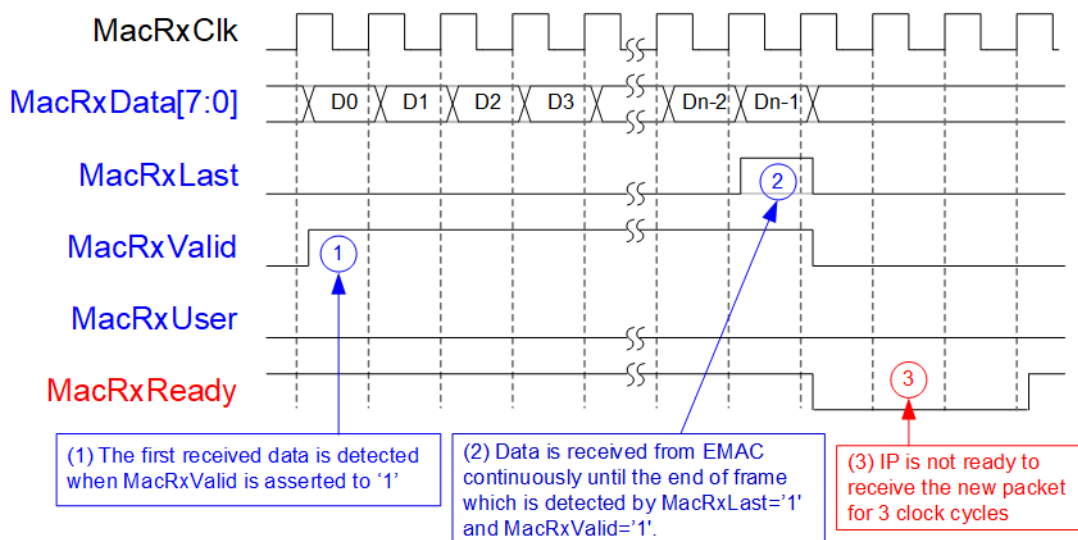 MacRxClk
MacRxData[7:0]
D0 D1 D2 D3 Dn-2 Dn-1
MacRxLast
2
MacRxValid
1
MacRxUser
MacRxReady
3
(1) The first received data is detected
when MacRxValid is asserted to ‘1’
(2) Data is received from EMAC
continuously until the end of frame
which is detected by MacRxLast=’1'
and MacRxValid=’1'.
(3) IP is not ready to
receive the new packet
for 3 clock cycles